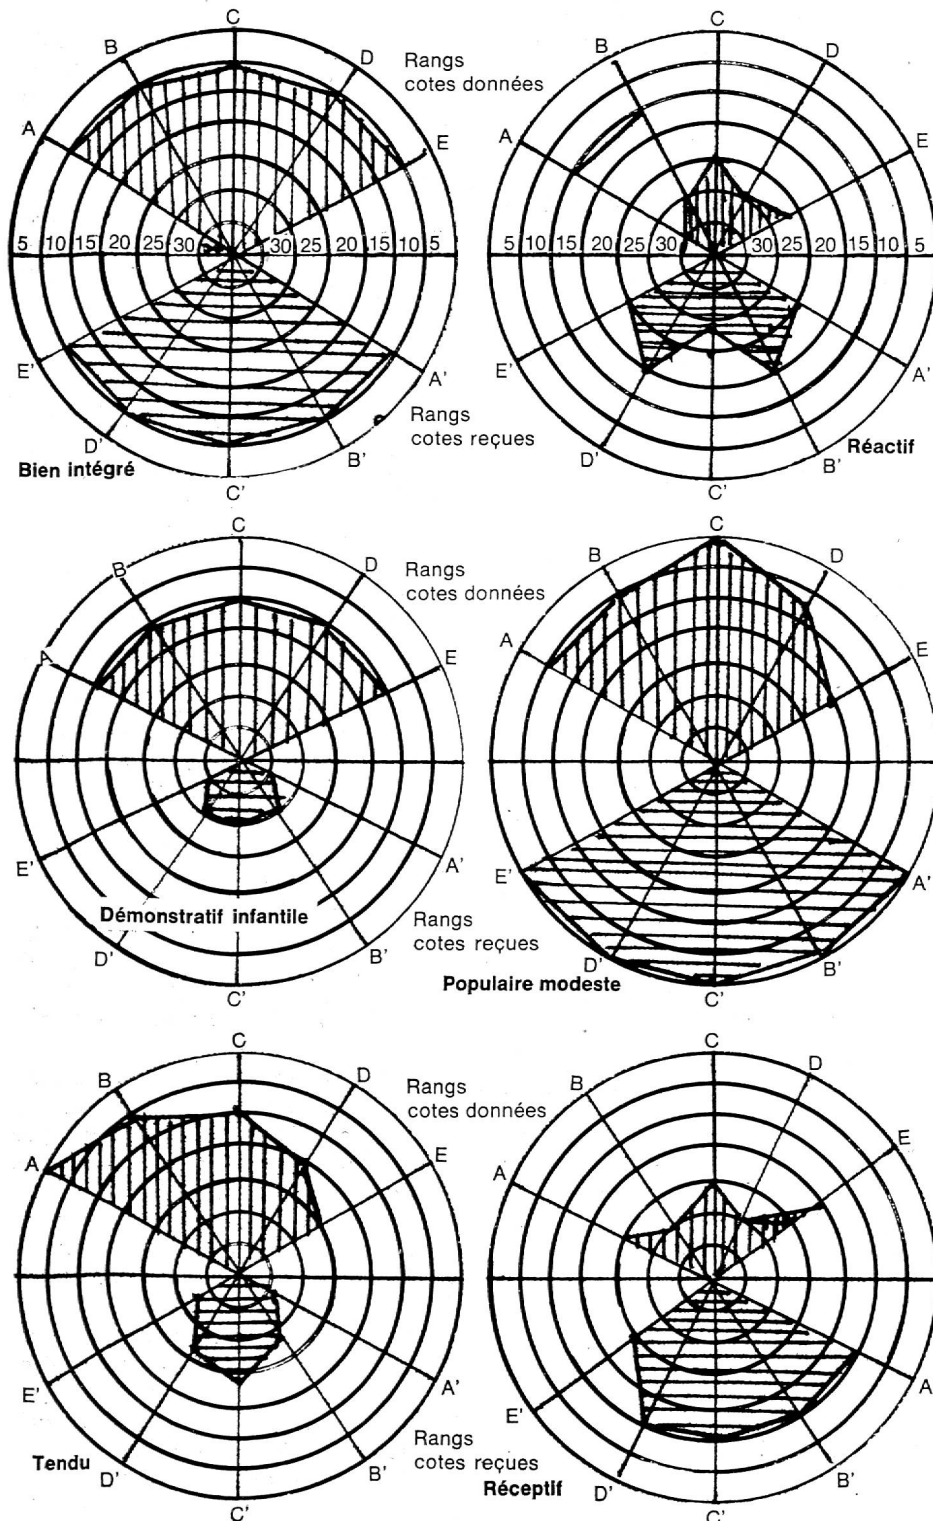 C
B
D
Rangs
cotes données
A
E
5 10 15 20 25 30 30 25 20 15 10 5
E'
A'
Rangs
cotes reçues
D'
B'
Bien intégré
C'
C
B
D
A
E
5 10 15 20 25 30 30 25 20 15 10 5
E'
A'
D'
B'
Réactif
C'
C
B
D
Rangs
cotes données
A
E
E'
A'
Démonstratif infantile
Rangs
cotes reçues
D'
B'
C'
C
B
D
A
E
E'
A'
D'
B'
Populaire modeste
C'
C
B
D
Rangs
cotes données
A
E
E'
A'
Rangs
cotes reçues
Tendu
D'
B'
C'
C
B
D
A
E
E'
A
D'
B'
Réceptif
C'